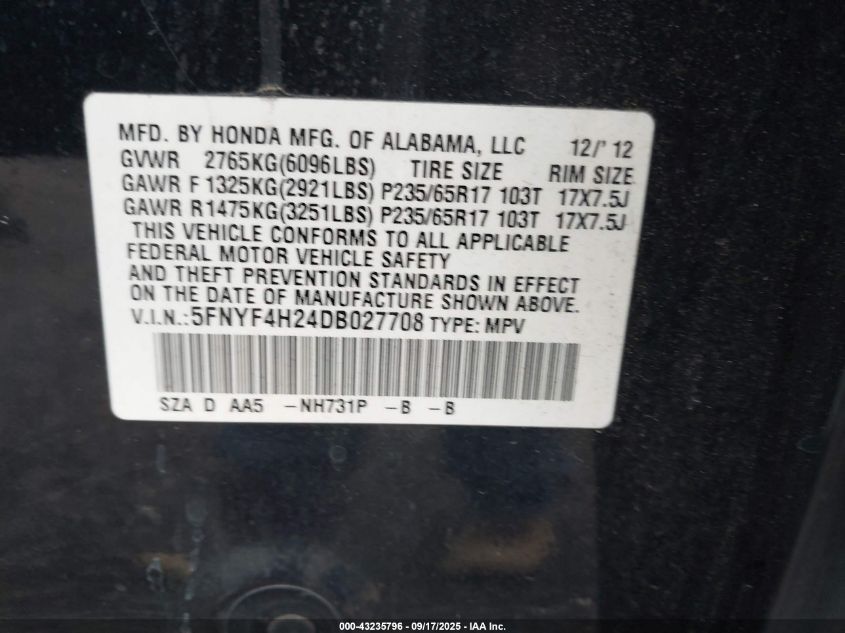 MFD. BY HONDA MFG. OF ALABAMA, LLC 12/'12
GVWR 2765KG(6096LBS) TIRE SIZE RIM SIZE
GAWR F 1325KG(2921LBS) P235/65R17 103T 17X7.5J
GAWR R1475KG(3251LBS) P235/65R17 103T 17X7.5J
THIS VEHICLE CONFORMS TO ALL APPLICABLE
FEDERAL MOTOR VEHICLE SAFETY
AND THEFT PREVENTION STANDARDS IN EFFECT
ON THE DATE OF MANUFACTURE SHOWN ABOVE.
V.I.N.:5FNYF4H24DB027708 TYPE: MPV
SZA D AA5 -NH731P -B -B
000-43235796 - 09/17/2025 - IAA Inc.